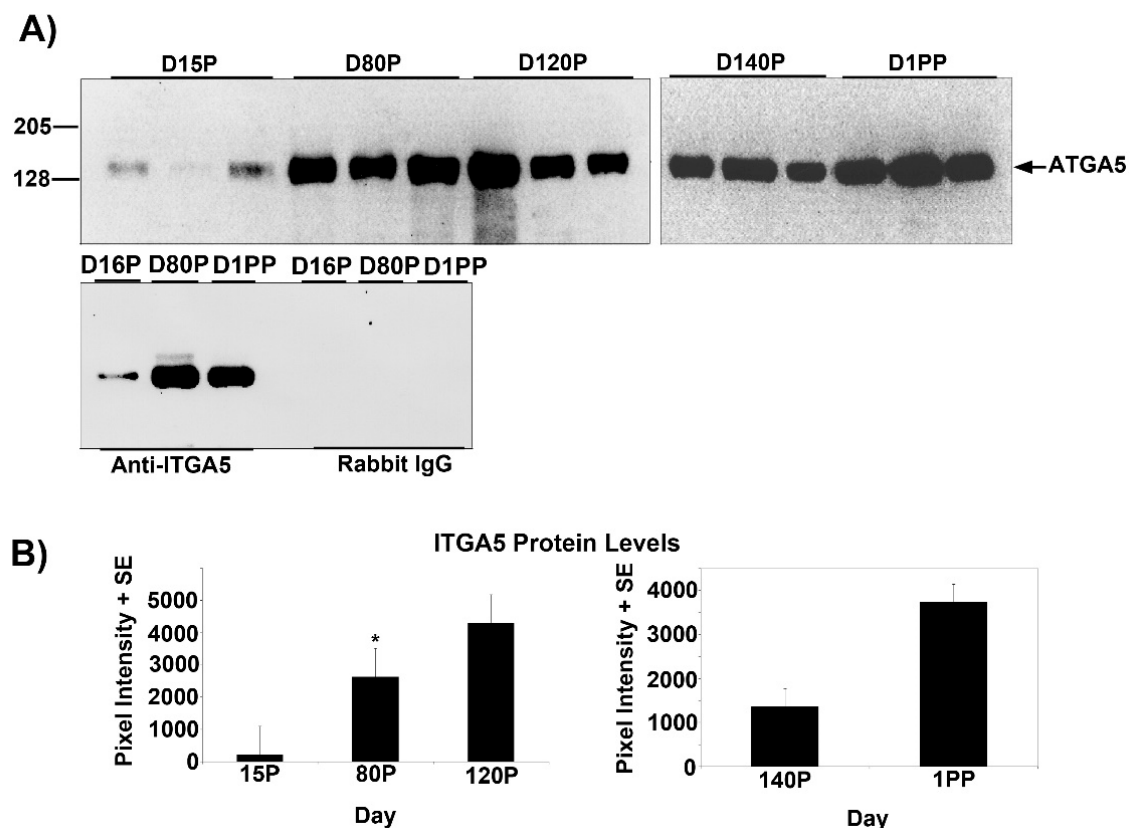 A)
D15P D80P D120P D140P D1PP
205
128
ATGA5
D16P D80P D1PP D16P D80P D1PP
Anti-ITGA5 Rabbit IgG
B)
ITGA5 Protein Levels
Pixel Intensity + SE
5000
4000
3000
2000
1000
0
15P 80P 120P
*
Day
Pixel Intensity + SE
4000
3000
2000
1000
0
140P 1PP
Day